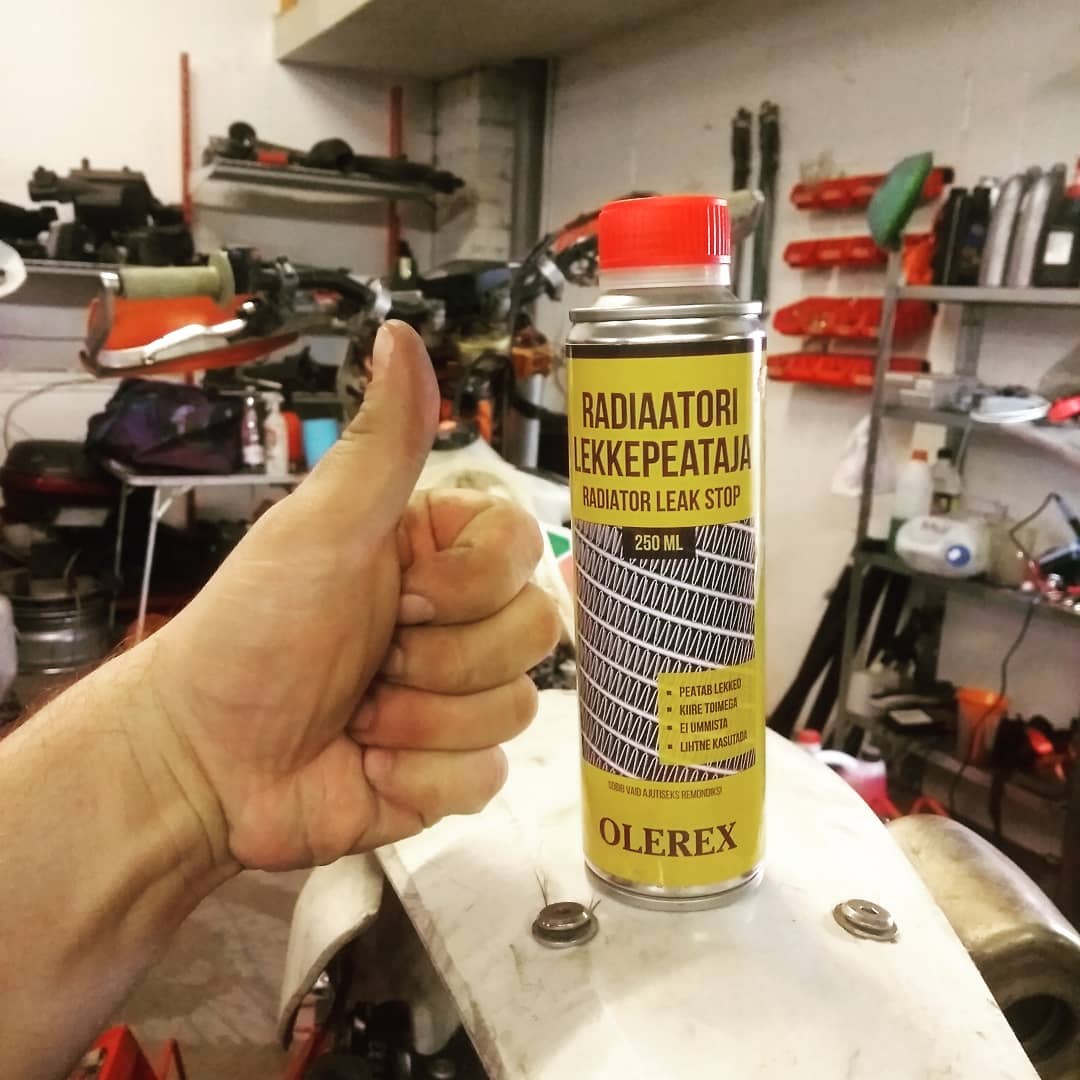 RADIAATORI
LEKKEPEATAJA
RADIATOR LEAK STOP
250 ML
PEATAB LEKKED
KIIRE TOIMEGA
EI UMMISTA
LIHTNE KASUTADA
SOBIB VAID AJUTISEKS REMONDIKS!
OLEREX